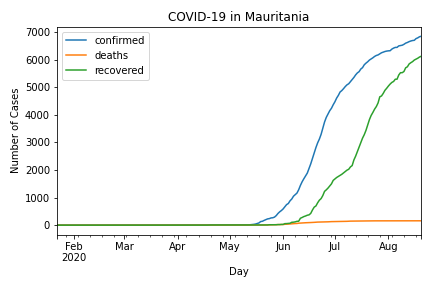 COVID-19 in Mauritania
7000
6000
5000
4000
3000
2000
1000
0
Number of Cases
confirmed
deaths
recovered
Feb Mar Apr May Jun Jul Aug
2020
Day